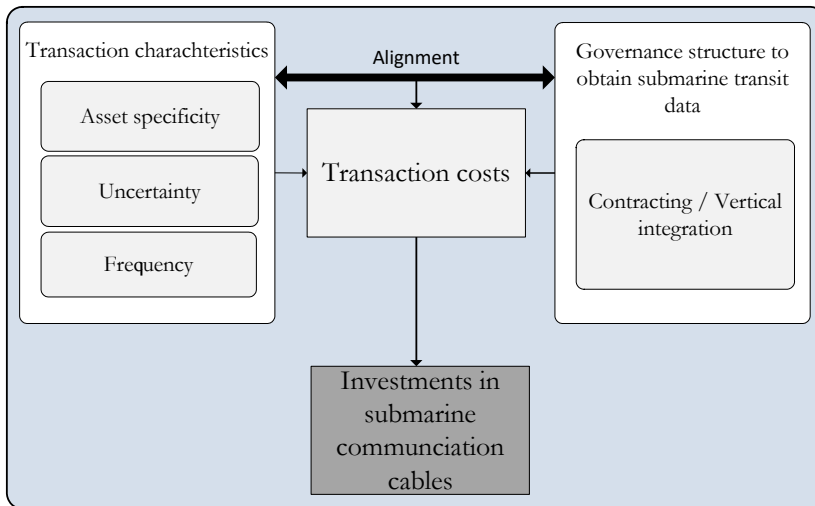 Transaction charachteristics
Asset specificity
Uncertainty
Frequency
Alignment
Transaction costs
Governance structure to
obtain submarine transit
data
Contracting / Vertical
integration
Investments in
submarine
communciation
cables